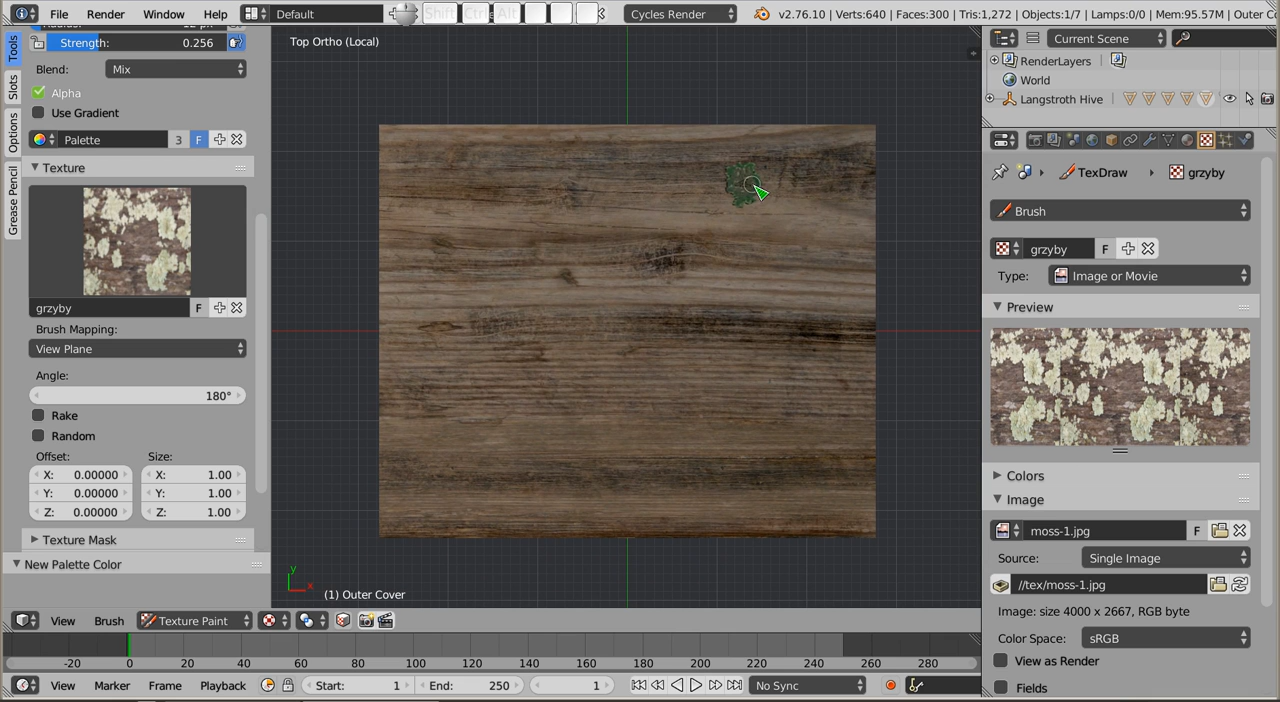 File Render Window Help Default Shift Ctrl Alt Cycles Render v2.76.10 | Verts:640 | Faces:300 | Tris:1,272 | Objects:1/7 | Lamps:0/0 | Mem:95.57M | Outer C
Tools
Slots
Options
Grease Pencil
Strength: 0.256
Blend: Mix
Alpha
Use Gradient
Palette 3 F
Texture
grzyby F
Brush Mapping:
View Plane
Angle:
180°
Rake
Random
Offset: Size:
X: 0.00000 X: 1.00
Y: 0.00000 Y: 1.00
Z: 0.00000 Z: 1.00
Texture Mask
New Palette Color
Top Ortho (Local)
y
x
(1) Outer Cover
View Brush Texture Paint
-20 0 20 40 60 80 100 120 140 160 180 200 220 240 260 280
View Marker Frame Playback Start: 1 End: 250 1 No Sync
Current Scene
RenderLayers |
World
Langstroth Hive |
TexDraw grzyby
Brush
grzyby F
Type: Image or Movie
Preview
Colors
Image
moss-1.jpg F
Source: Single Image
//tex/moss-1.jpg
Image: size 4000 x 2667, RGB byte
Color Space: sRGB
View as Render
Fields